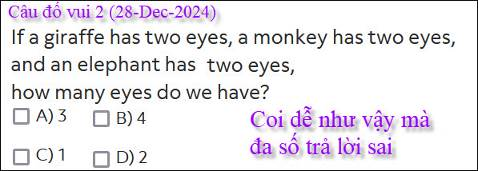 Câu đố vui 2 (28-Dec-2024)
If a giraffe has two eyes, a monkey has two eyes,
and an elephant has two eyes,
how many eyes do we have?
A) 3
B) 4
C) 1
D) 2
Coi dễ như vậy mà
đa số trả lời sai